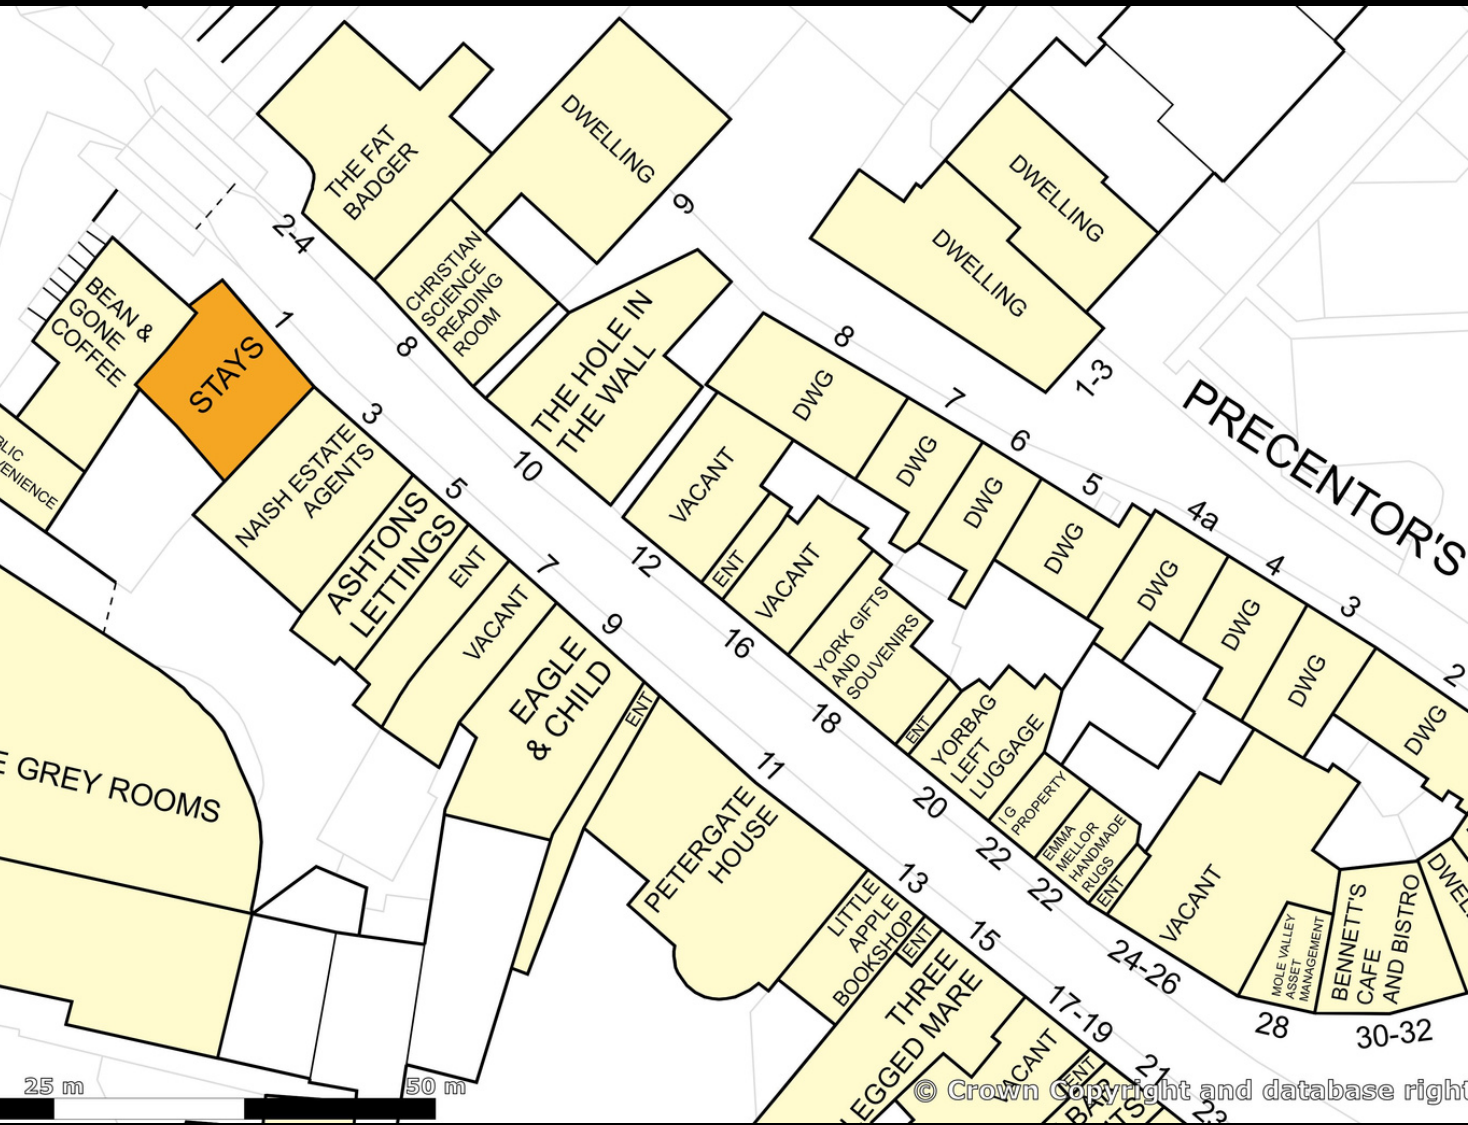 THE FAT
BADGER
DWELLING
2-4
CHRISTIAN
SCIENCE
READING
ROOM
9
DWELLING
DWELLING
1-3
BEAN &
GONE
COFFEE
1
STAYS
8
THE HOLE IN
THE WALL
8
DWG
7
DWG
6
DWG
5
DWG
4a
DWG
4
DWG
3
DWG
2
DWG
PRECENTOR'S
3
NAISH ESTATE
AGENTS
5
ASHTONS
LETTINGS
ENT
7
VACANT
9
EAGLE
& CHILD
ENT
10
VACANT
ENT
12
VACANT
16
YORK GIFTS
AND
SOUVENIRS
18
ENT
YORBAG
LEFT
LUGGAGE
20
I G
PROPERTY
22
EMMA
MELLOR
HANDMADE
RUGS
22
ENT
VACANT
24-26
MOLE VALLEY
ASSET
MANAGEMENT
28
BENNETT'S
CAFE
AND BISTRO
30-32
DWEL
BLIC
VENIENCE
E GREY ROOMS
11
PETERGATE
HOUSE
13
LITTLE
APPLE
BOOKSHOP
ENT
15
THREE
LEGGED MARE
17-19
VACANT
ENT
21
23
25 m
50 m
© Crown Copyright and database right